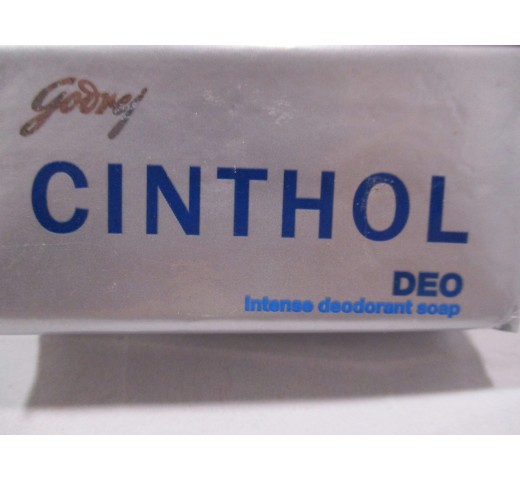 Godrej
CINTHOL
DEO
Intense deodorant soap